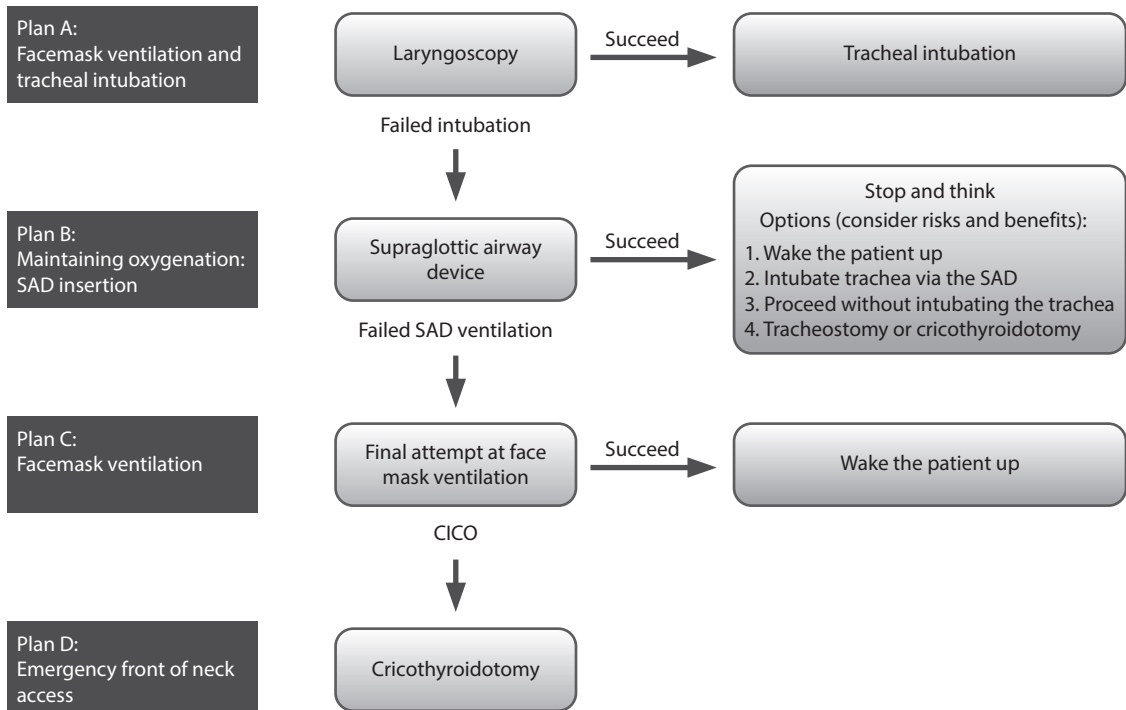 Plan A:
Facemask ventilation and
tracheal intubation
Laryngoscopy
Succeed
Tracheal intubation
Failed intubation
Plan B:
Maintaining oxygenation:
SAD insertion
Supraglottic airway
device
Succeed
Stop and think
Options (consider risks and benefits):
1. Wake the patient up
2. Intubate trachea via the SAD
3. Proceed without intubating the trachea
4. Tracheostomy or cricothyroidotomy
Failed SAD ventilation
Plan C:
Facemask ventilation
Final attempt at face
mask ventilation
Succeed
Wake the patient up
CICO
Plan D:
Emergency front of neck
access
Cricothyroidotomy